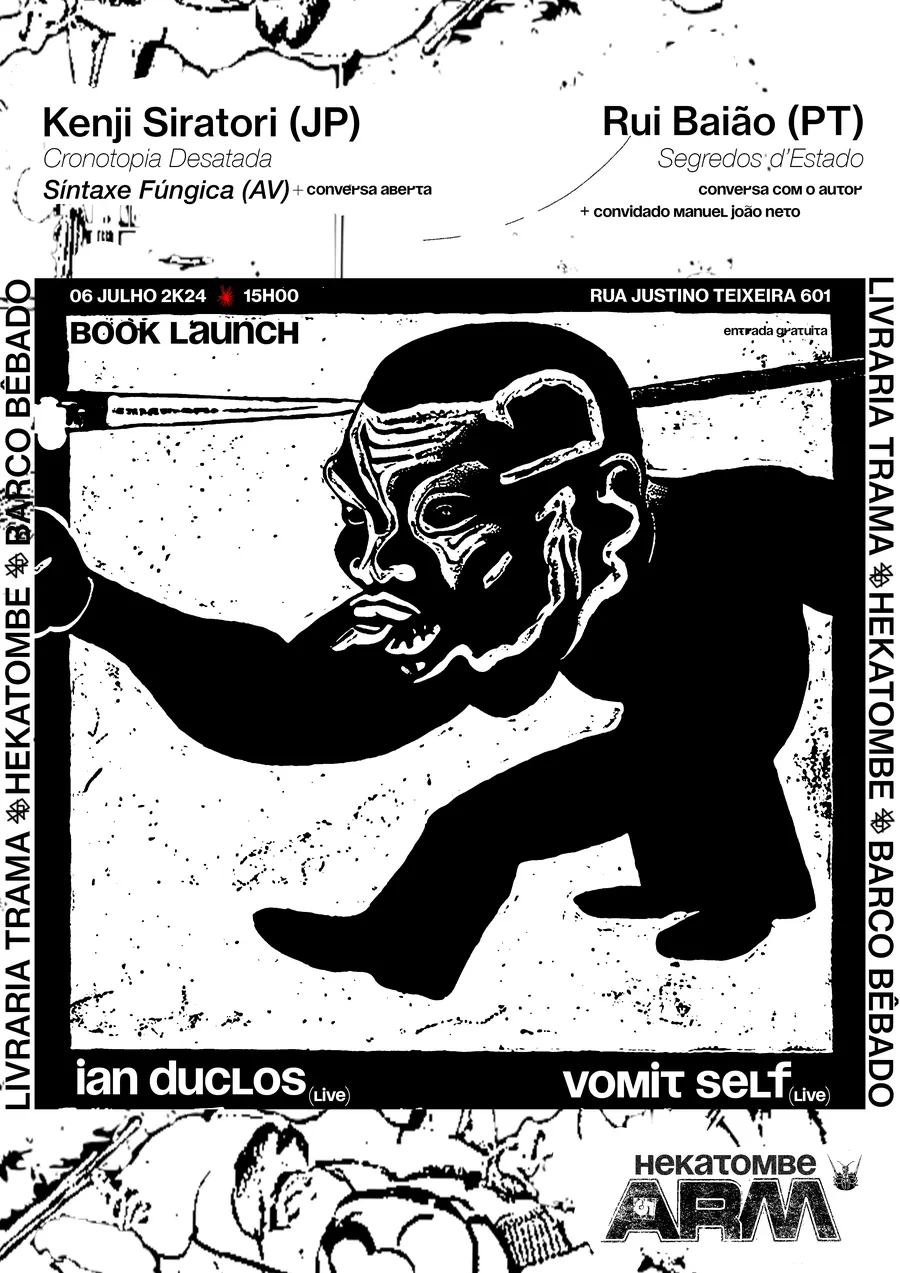 Kenji Siratori (JP)
Cronotopia Desatada
Síntaxe Fúngica (AV) + conversa aberta
Rui Baião (PT)
Segredos d'Estado
conversa com o autor
+ convidado manuel joão neto
06 JULHO 2K24 15H00
RUA JUSTINO TEIXEIRA 601
BOOK LaUnCH
entrada gratuita
LIVRARIA TRAMA HEKATOMBE BARCO BÊBADO
LIVRARIA TRAMA HEKATOMBE BARCO BÊBADO
ian duCLOS (Live)
VOMiT SeLf (Live)
HeKaTOMBe
ARM